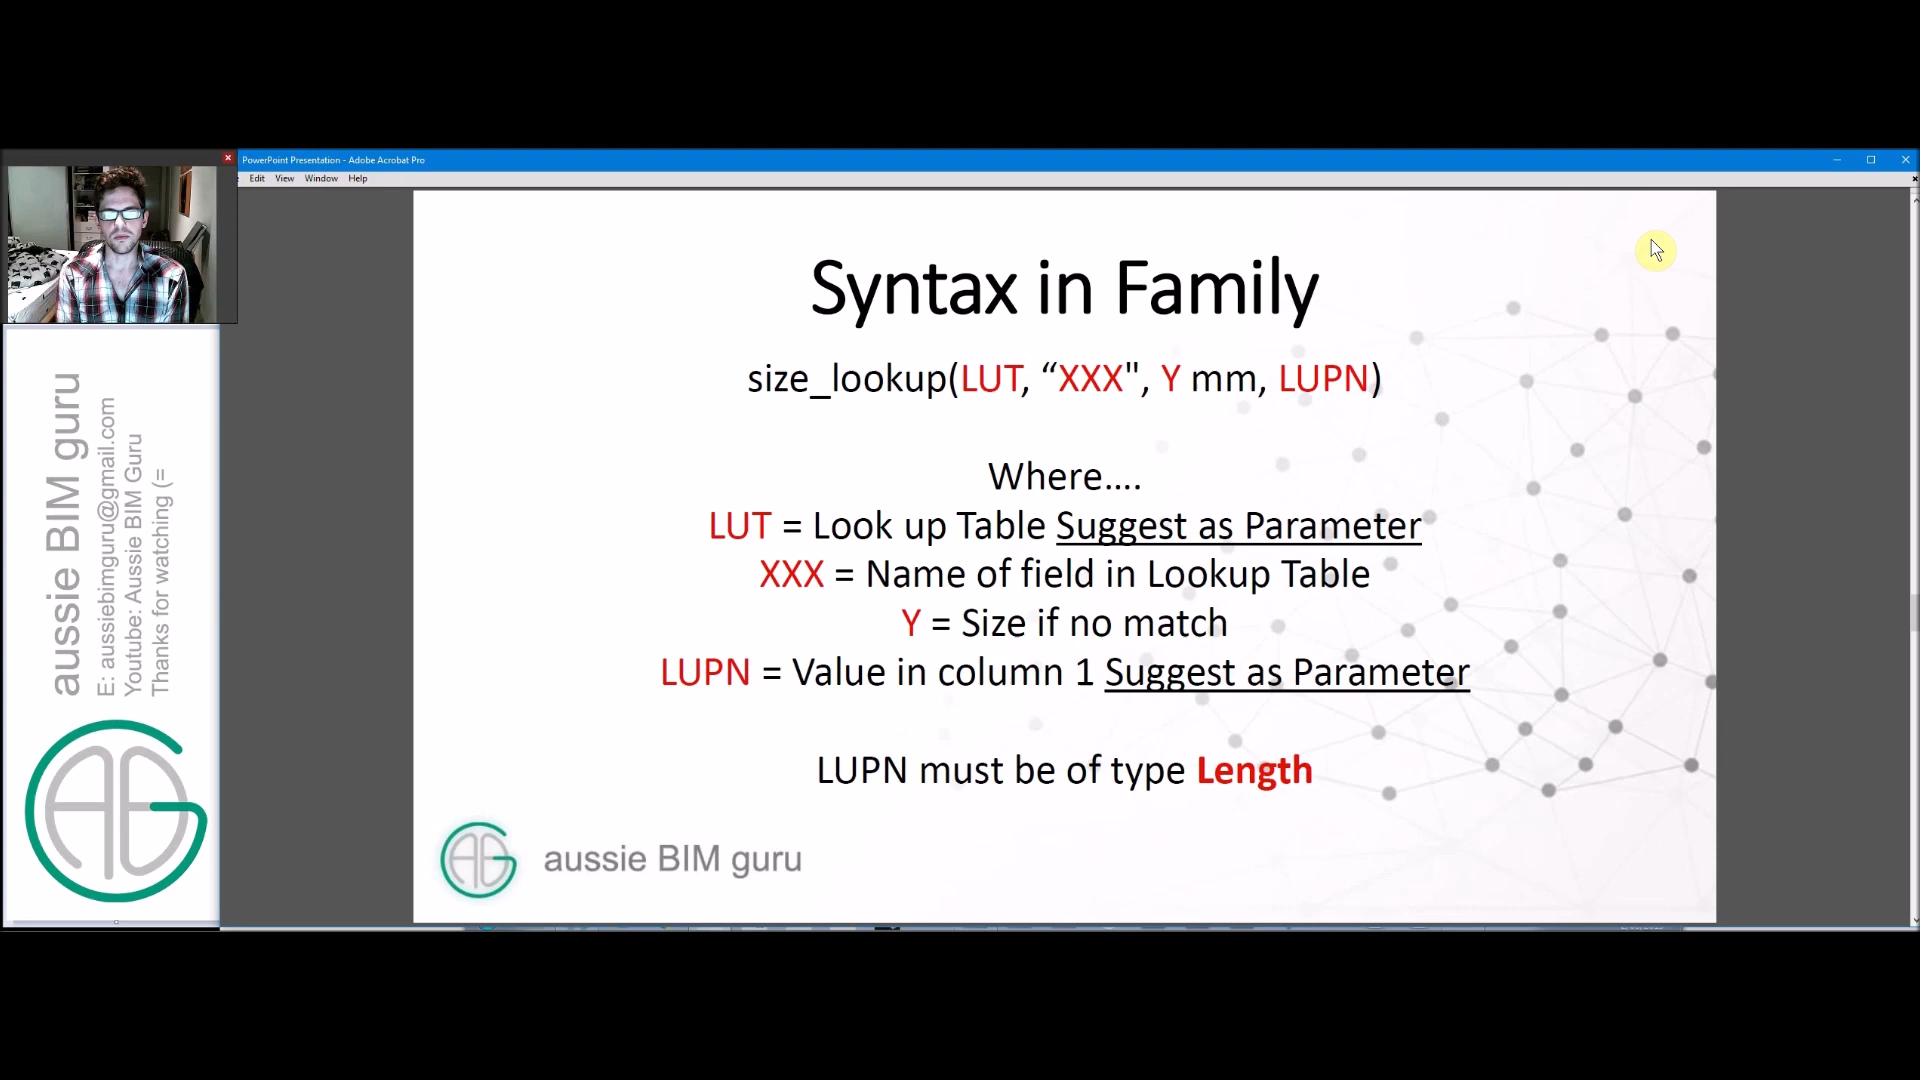 PowerPoint Presentation - Adobe Acrobat Pro
Edit View Window Help
Syntax in Family
size_lookup(LUT, “XXX", Y mm, LUPN)
Where....
LUT = Look up Table Suggest as Parameter
XXX = Name of field in Lookup Table
Y = Size if no match
LUPN = Value in column 1 Suggest as Parameter
LUPN must be of type Length
aussie BIM guru
aussie BIM guru
E: aussiebimguru@gmail.com
Youtube: Aussie BIM Guru
Thanks for watching (=